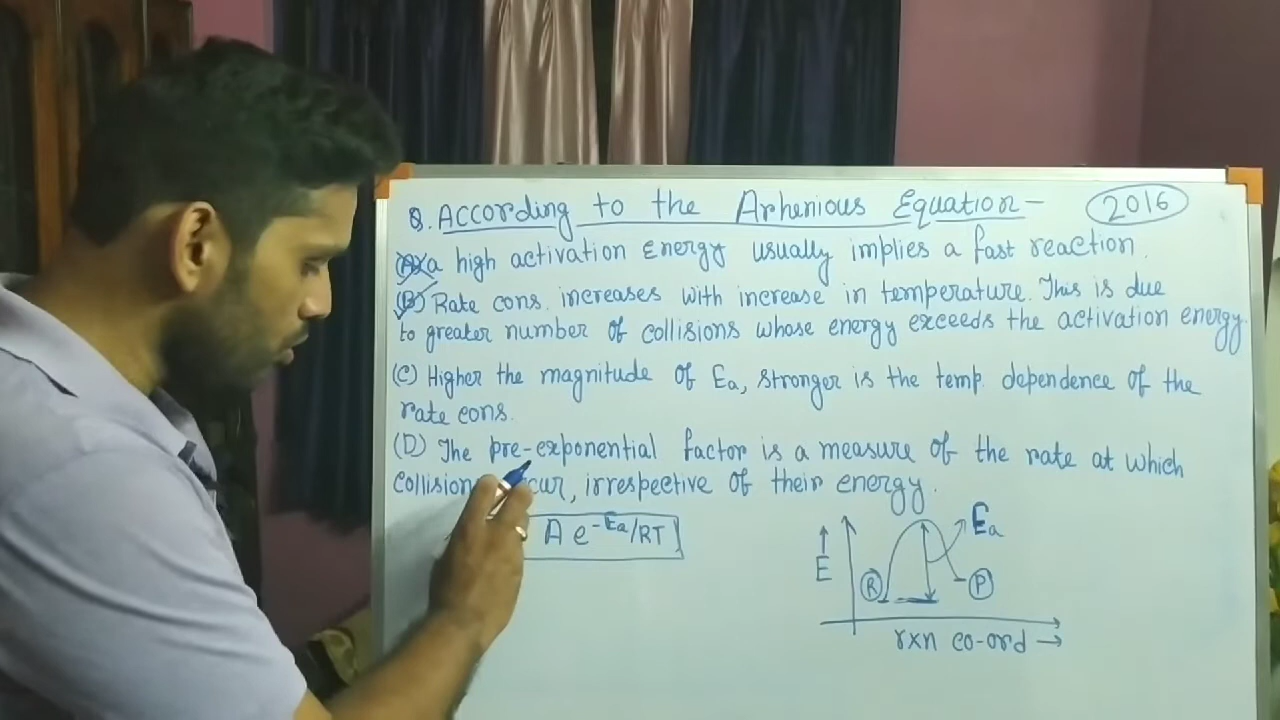 Q. ACCORDING to the Arhenious Equation - 2016
(A) a high activation Energy usually implies a fast reaction.
(B) Rate cons. increases with increase in temperature. This is due
to greater number of collisions whose energy exceeds the activation energy.
(C) Higher the magnitude of Ea, stronger is the temp. dependence of the
rate cons.
(D) The pre-exponential factor is a measure of the rate at which
collision, irrespective of their energy.
A e-Ea/RT
Ea
E
R P
rxn co-ord →